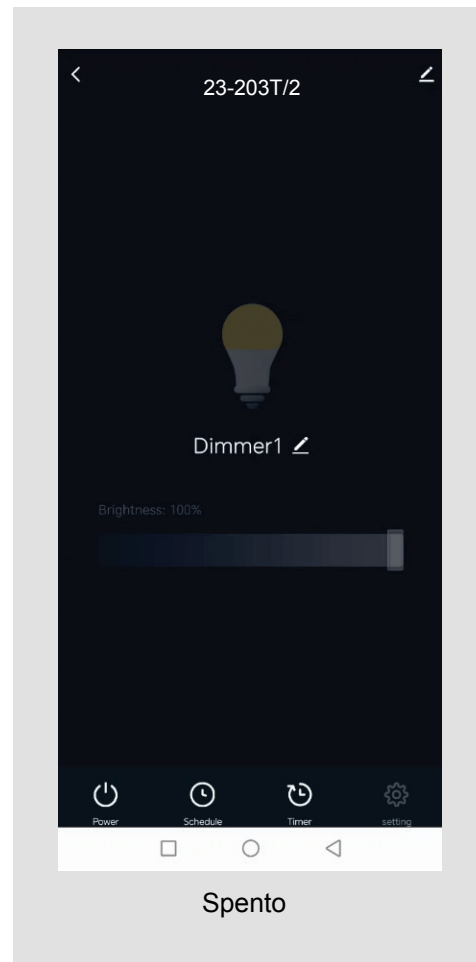 23-203T/2
Dimmer1
Brightness: 100%
Power Schedule Timer setting
Spento